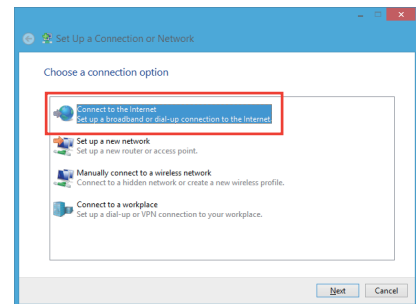 Set Up a Connection or Network
Choose a connection option
Connect to the Internet
Set up a broadband or dial-up connection to the Internet.
Set up a new network
Set up a new router or access point.
Manually connect to a wireless network
Connect to a hidden network or create a new wireless profile.
Connect to a workplace
Set up a dial-up or VPN connection to your workplace.
Next Cancel